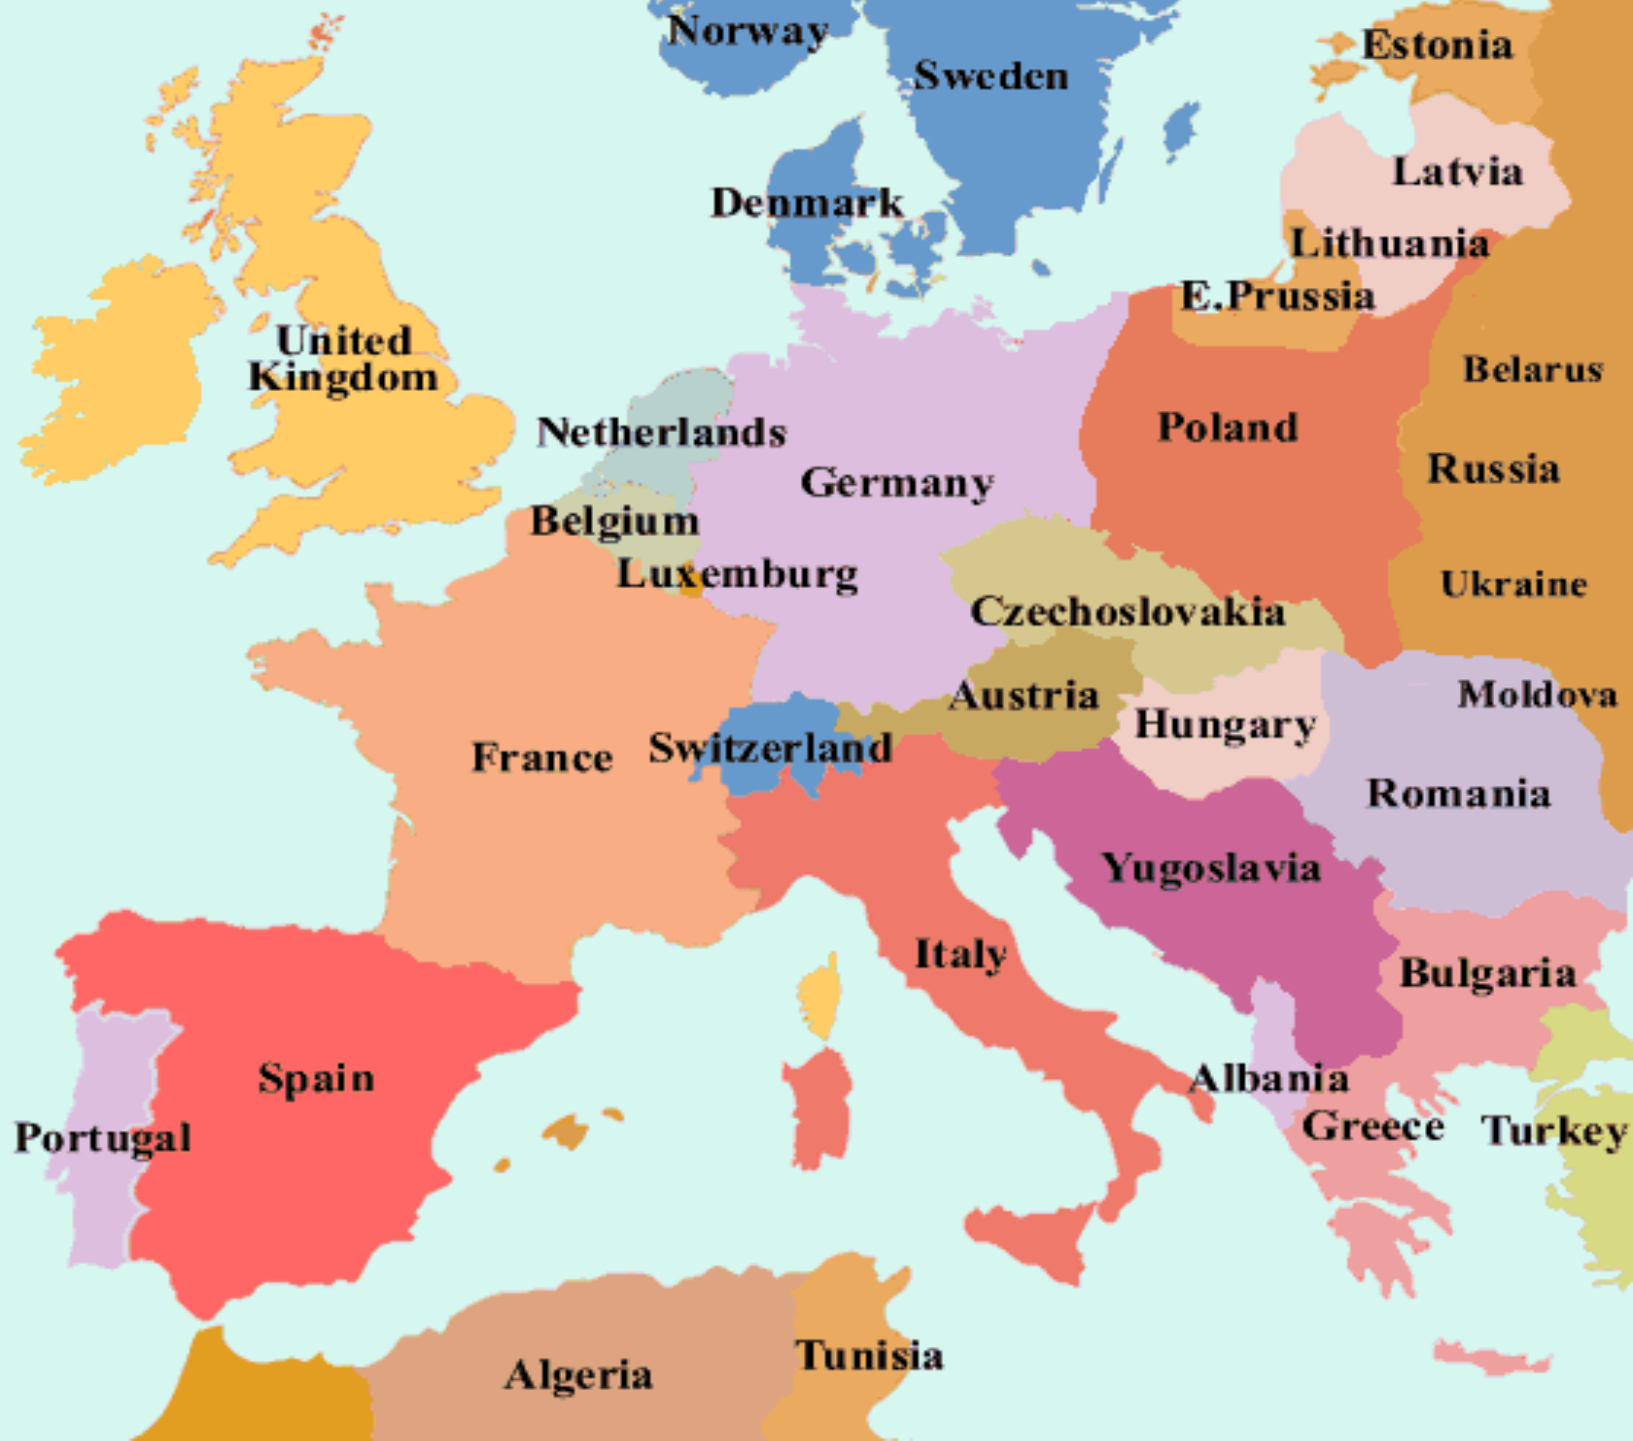 Norway
Sweden
Estonia
Latvia
Denmark
Lithuania
E.Prussia
United
Kingdom
Belarus
Netherlands
Poland
Germany
Russia
Belgium
Luxemburg
Ukraine
Czechoslovakia
Austria
Moldova
Hungary
Switzerland
France
Romania
Yugoslavia
Italy
Bulgaria
Spain
Albania
Greece
Turkey
Portugal
Tunisia
Algeria